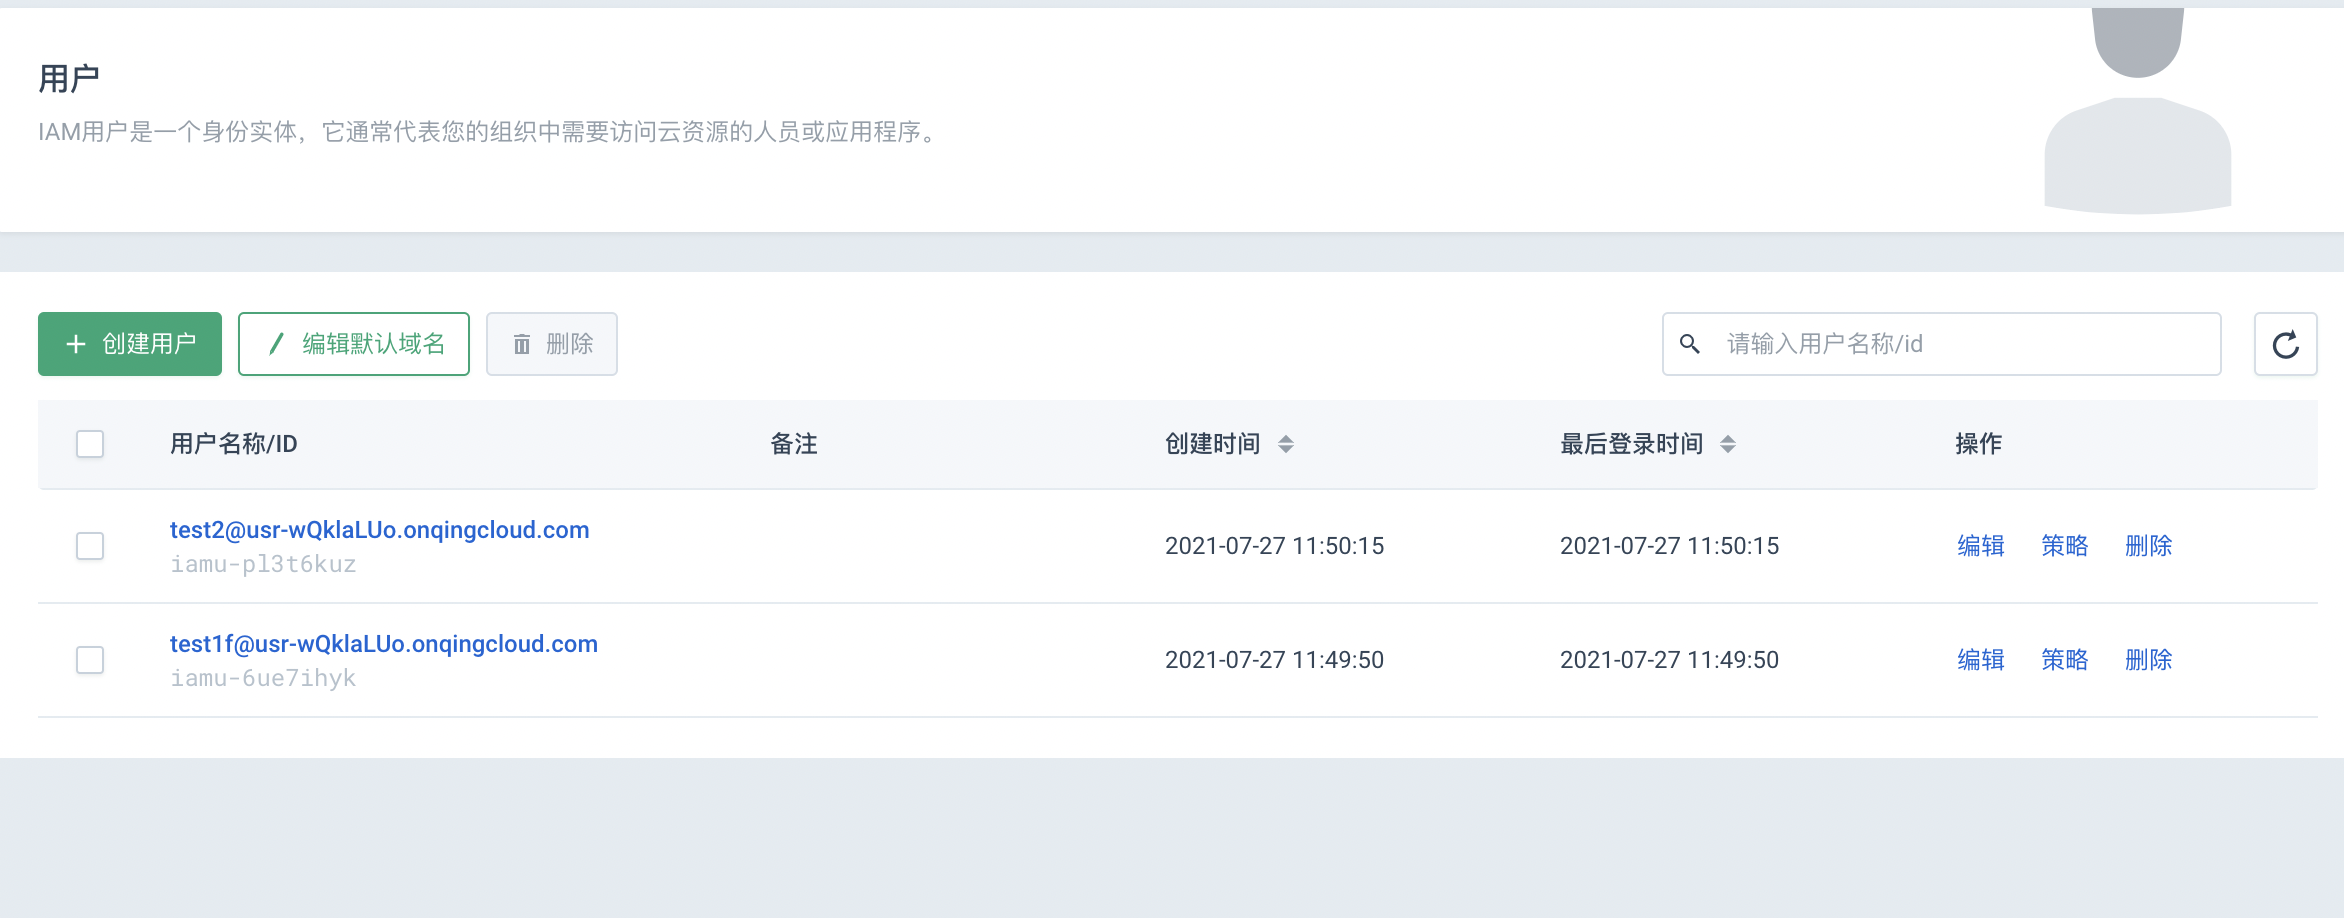 用户
IAM用户是一个身份实体，它通常代表您的组织中需要访问云资源的人员或应用程序。
创建用户 编辑默认域名 删除 请输入用户名称/id
用户名称/ID 备注 创建时间 最后登录时间 操作
test2@usr-wQklaLUo.onqingcloud.com
iamu-pl3t6kuz
2021-07-27 11:50:15 2021-07-27 11:50:15 编辑 策略 删除
test1f@usr-wQklaLUo.onqingcloud.com
iamu-6ue7ihyk
2021-07-27 11:49:50 2021-07-27 11:49:50 编辑 策略 删除